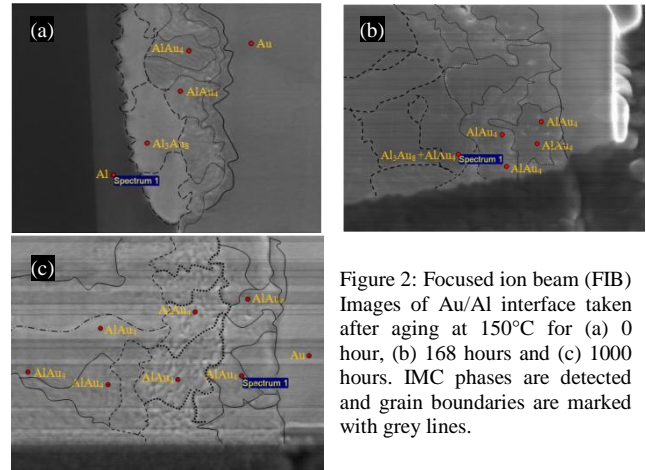 (a)
AlAu4
Au
AlAu4
Al3Au8
Al
Spectrum 1
(b)
AlAu4
AlAu4
AlAu4
Al3Au8 +AlAu4
Spectrum 1
AlAu4
(c)
AlAu4
AlAu4
AlAu4
Au
AlAu4
AlAu4
AlAu4
AlAu4
Spectrum 1
Figure 2: Focused ion beam (FIB)
Images of Au/Al interface taken
after aging at 150°C for (a) 0
hour, (b) 168 hours and (c) 1000
hours. IMC phases are detected
and grain boundaries are marked
with grey lines.